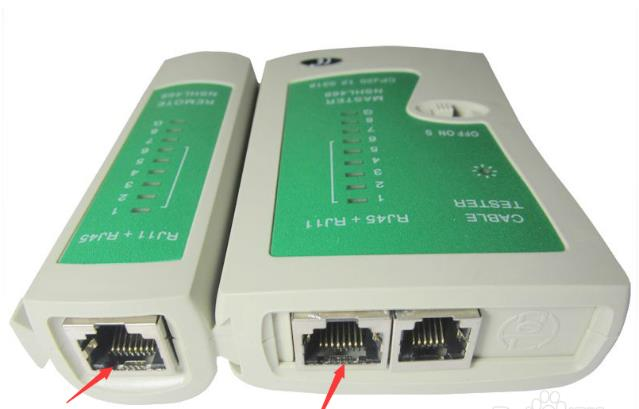 REMOTE
NSHL468
G
8
7
6
5
4
3
2
1
RJ11 + RJ45
MASTER
NSHL468
G
8
7
6
5
4
3
2
1
RJ45 + RJ11
OFF ON S
CABLE
TESTER